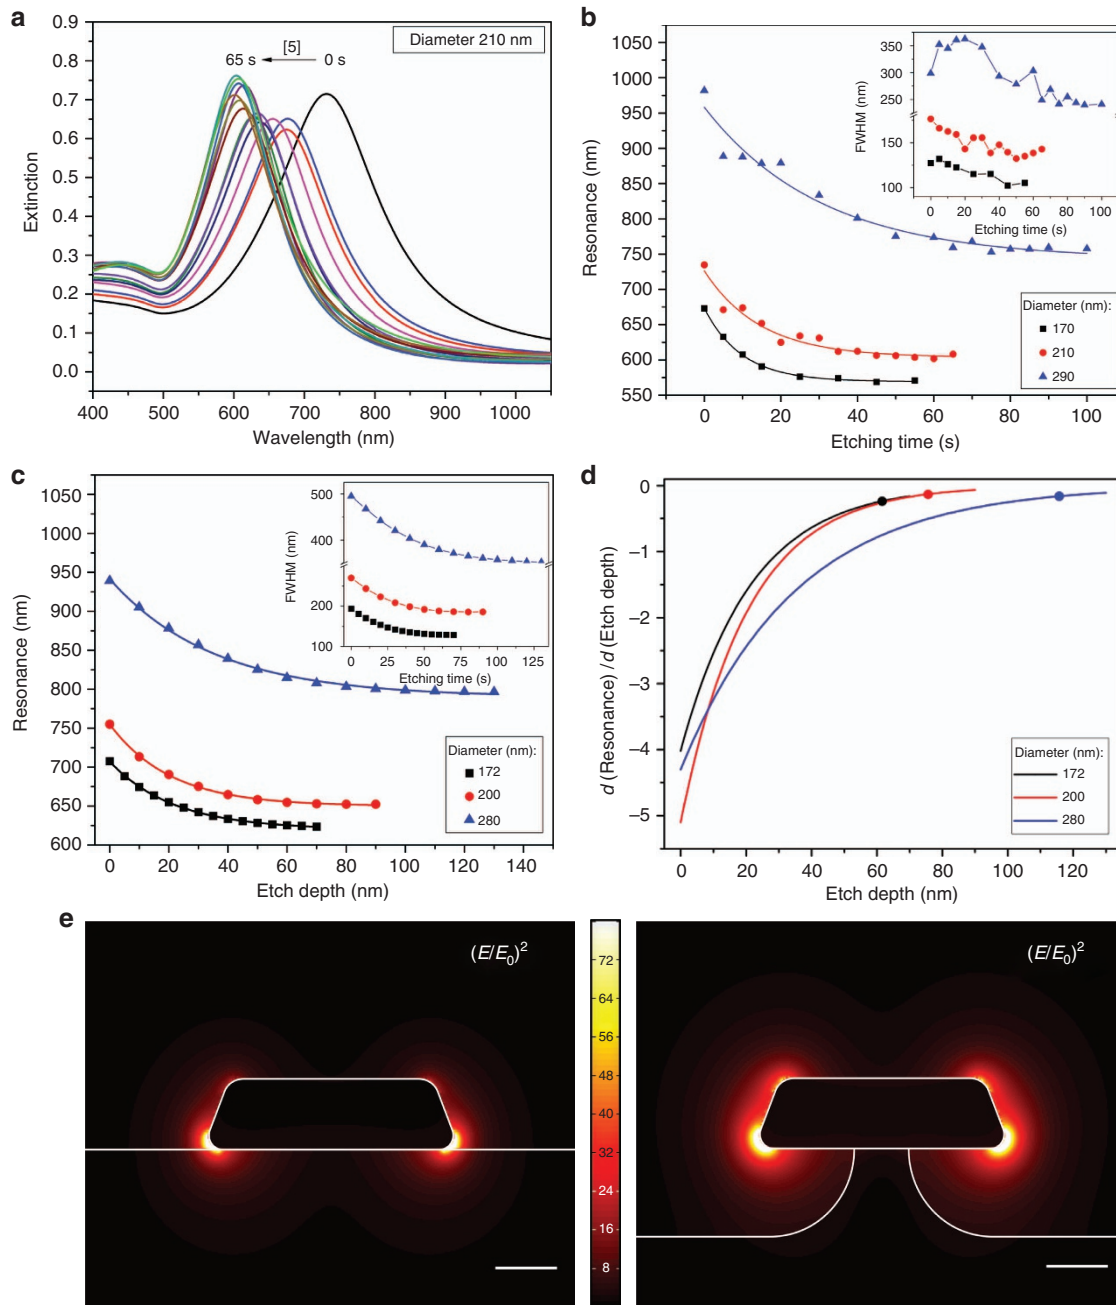 a
0.9
0.8
0.7
0.6
0.5
0.4
0.3
0.2
0.1
0.0
Extinction
Diameter 210 nm
[5]
65 s
0 s
400 500 600 700 800 900 1000
Wavelength (nm)
b
1050
1000
950
900
850
800
750
700
650
600
550
Resonance (nm)
350
300
250
150
100
FWHM (nm)
0 20 40 60 80 100
Etching time (s)
Diameter (nm)
170
210
290
0 20 40 60 80 100
Etching time (s)
c
1050
1000
950
900
850
800
750
700
650
600
Resonance (nm)
500
400
200
100
FWHM (nm)
0 25 50 75 100 125
Etching time (s)
Diameter (nm):
172
200
280
0 20 40 60 80 100 120 140
Etch depth (nm)
d
0
−1
−2
−3
−4
−5
d (Resonance) / d (Etch depth)
Diameter (nm):
172
200
280
0 20 40 60 80 100 120
Etch depth (nm)
e
(E/E0)2
72
64
56
48
40
32
24
16
8
(E/E0)2